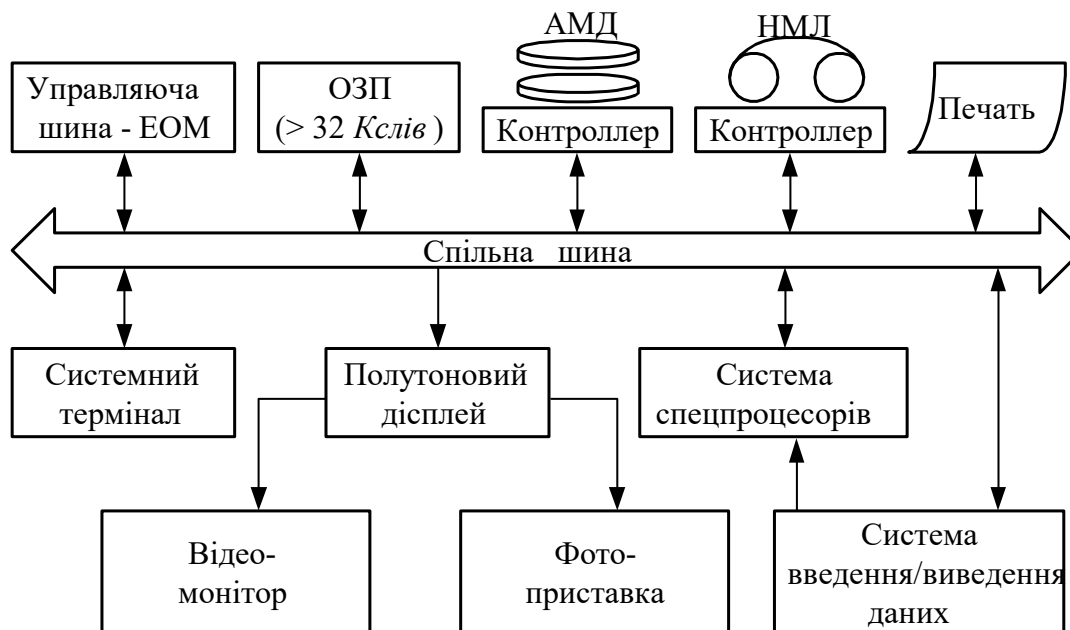 Управляюча
шина - ЕОМ
ОЗП
(> 32 Кслів )
АМД
Контроллер
НМЛ
Контроллер
Печать
Спільна шина
Системний
термінал
Полутоновий
дісплей
Система
спецпроцесорів
Відео-
монітор
Фото-
приставка
Система
введення/виведення
даних